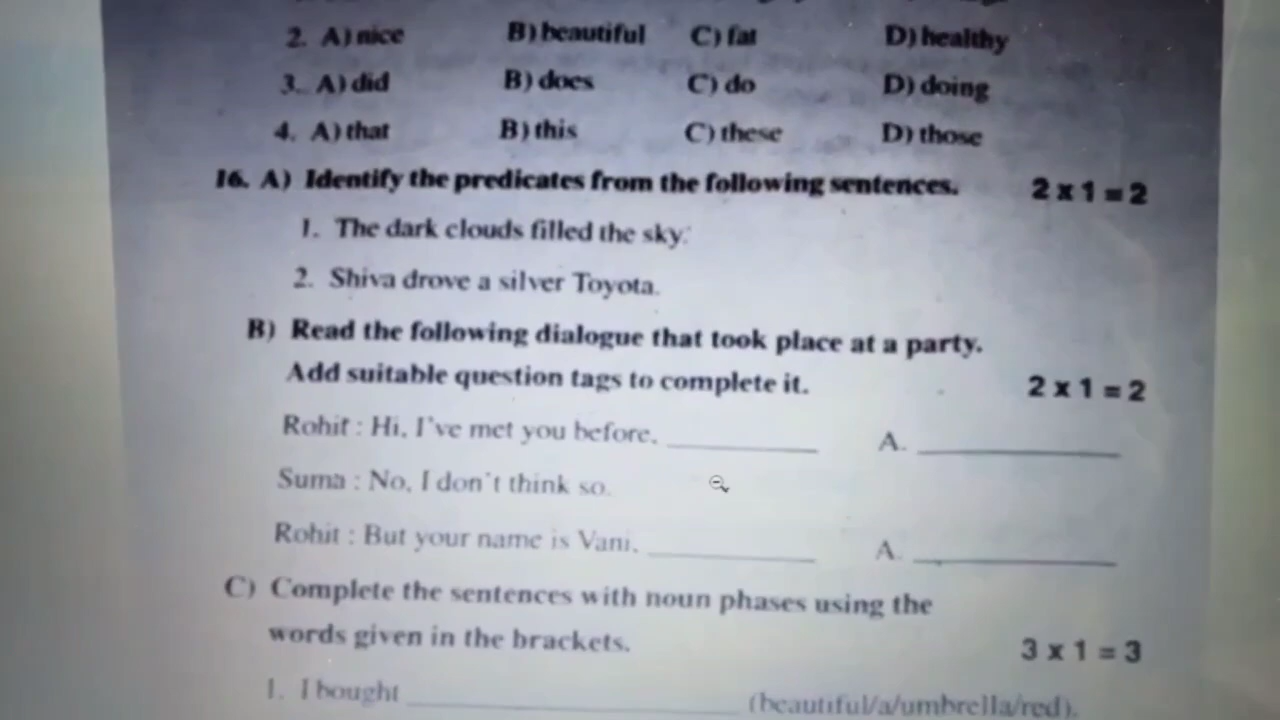 2. A) nice B) beautiful C) fat D) healthy
3. A) did B) does C) do D) doing
4. A) that B) this C) these D) those
16. A) Identify the predicates from the following sentences. 2 x 1 = 2
1. The dark clouds filled the sky.
2. Shiva drove a silver Toyota.
B) Read the following dialogue that took place at a party.
Add suitable question tags to complete it. 2 x 1 = 2
Rohit : Hi, I've met you before, __________ A. __________
Suma : No, I don't think so.
Rohit : But your name is Vani, __________ A. __________
C) Complete the sentences with noun phases using the
words given in the brackets. 3 x 1 = 3
1. I bought __________ (beautiful/a/umbrella/red).